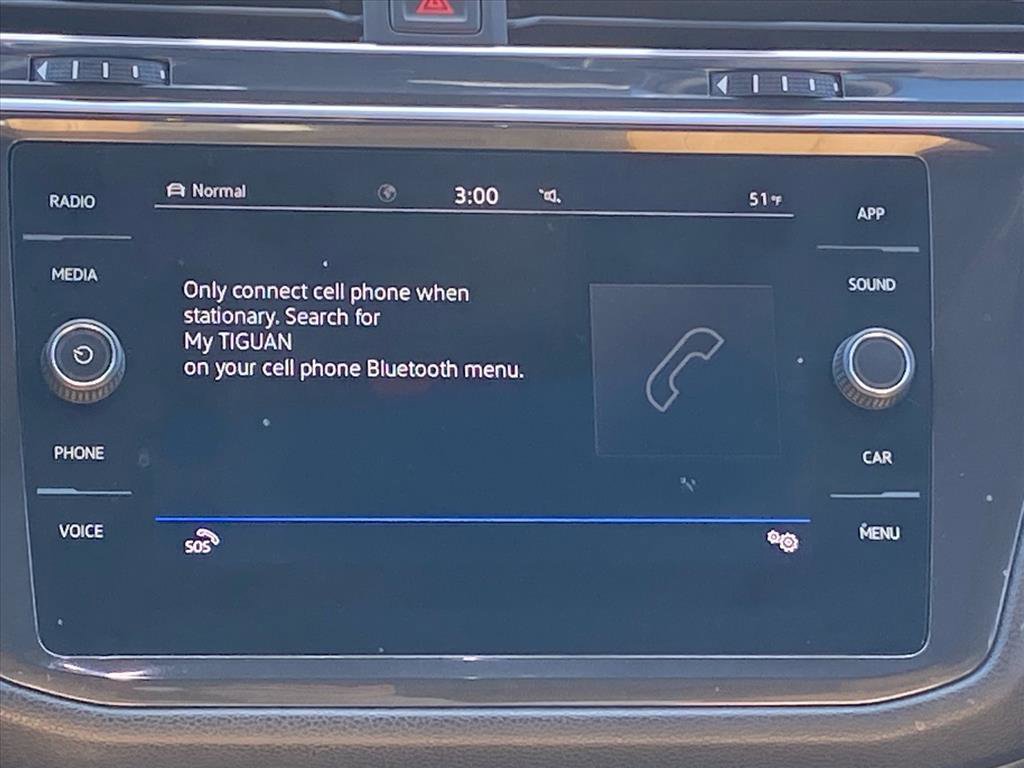 RADIO
Normal
3:00
51°F
APP
MEDIA
SOUND
Only connect cell phone when
stationary. Search for
My TIGUAN
on your cell phone Bluetooth menu.
PHONE
CAR
VOICE
SOS
MENU